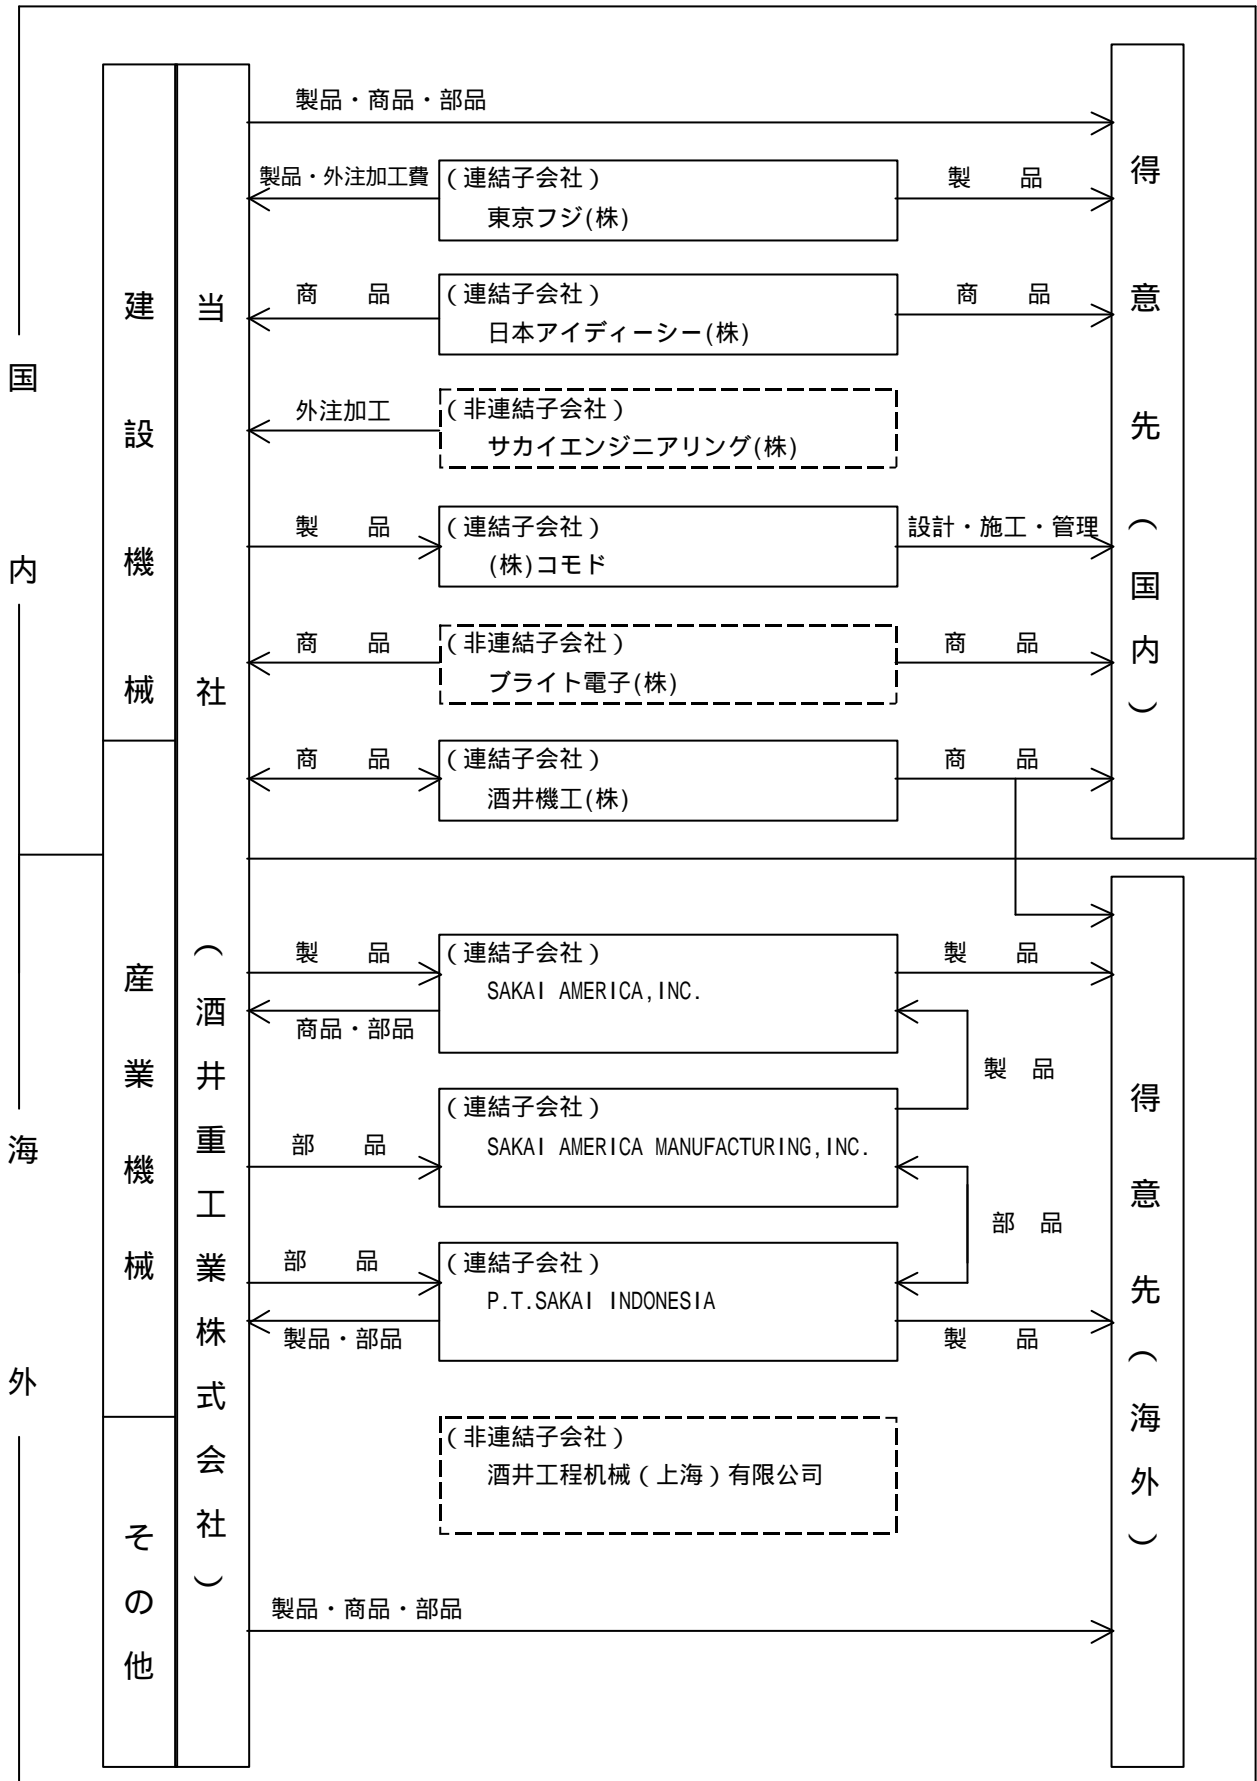 国内
海外
建設機械
産業機械
その他
当社(酒井重工業株式会社)
製品・商品・部品
製品・外注加工費
(連結子会社)
東京フジ(株)
製 品
商 品
(連結子会社)
日本アイディーシー(株)
商 品
外注加工
(非連結子会社)
サカイエンジニアリング(株)
製 品
(連結子会社)
(株)コモド
設計・施工・管理
商 品
(非連結子会社)
ブライト電子(株)
商 品
商 品
(連結子会社)
酒井機工(株)
商 品
得意先(国内)
製 品
商品・部品
(連結子会社)
SAKAI AMERICA,INC.
製 品
製 品
部 品
(連結子会社)
SAKAI AMERICA MANUFACTURING,INC.
部 品
部 品
製品・部品
(連結子会社)
P.T.SAKAI INDONESIA
製 品
(非連結子会社)
酒井工程机械(上海)有限公司
製品・商品・部品
得意先(海外)